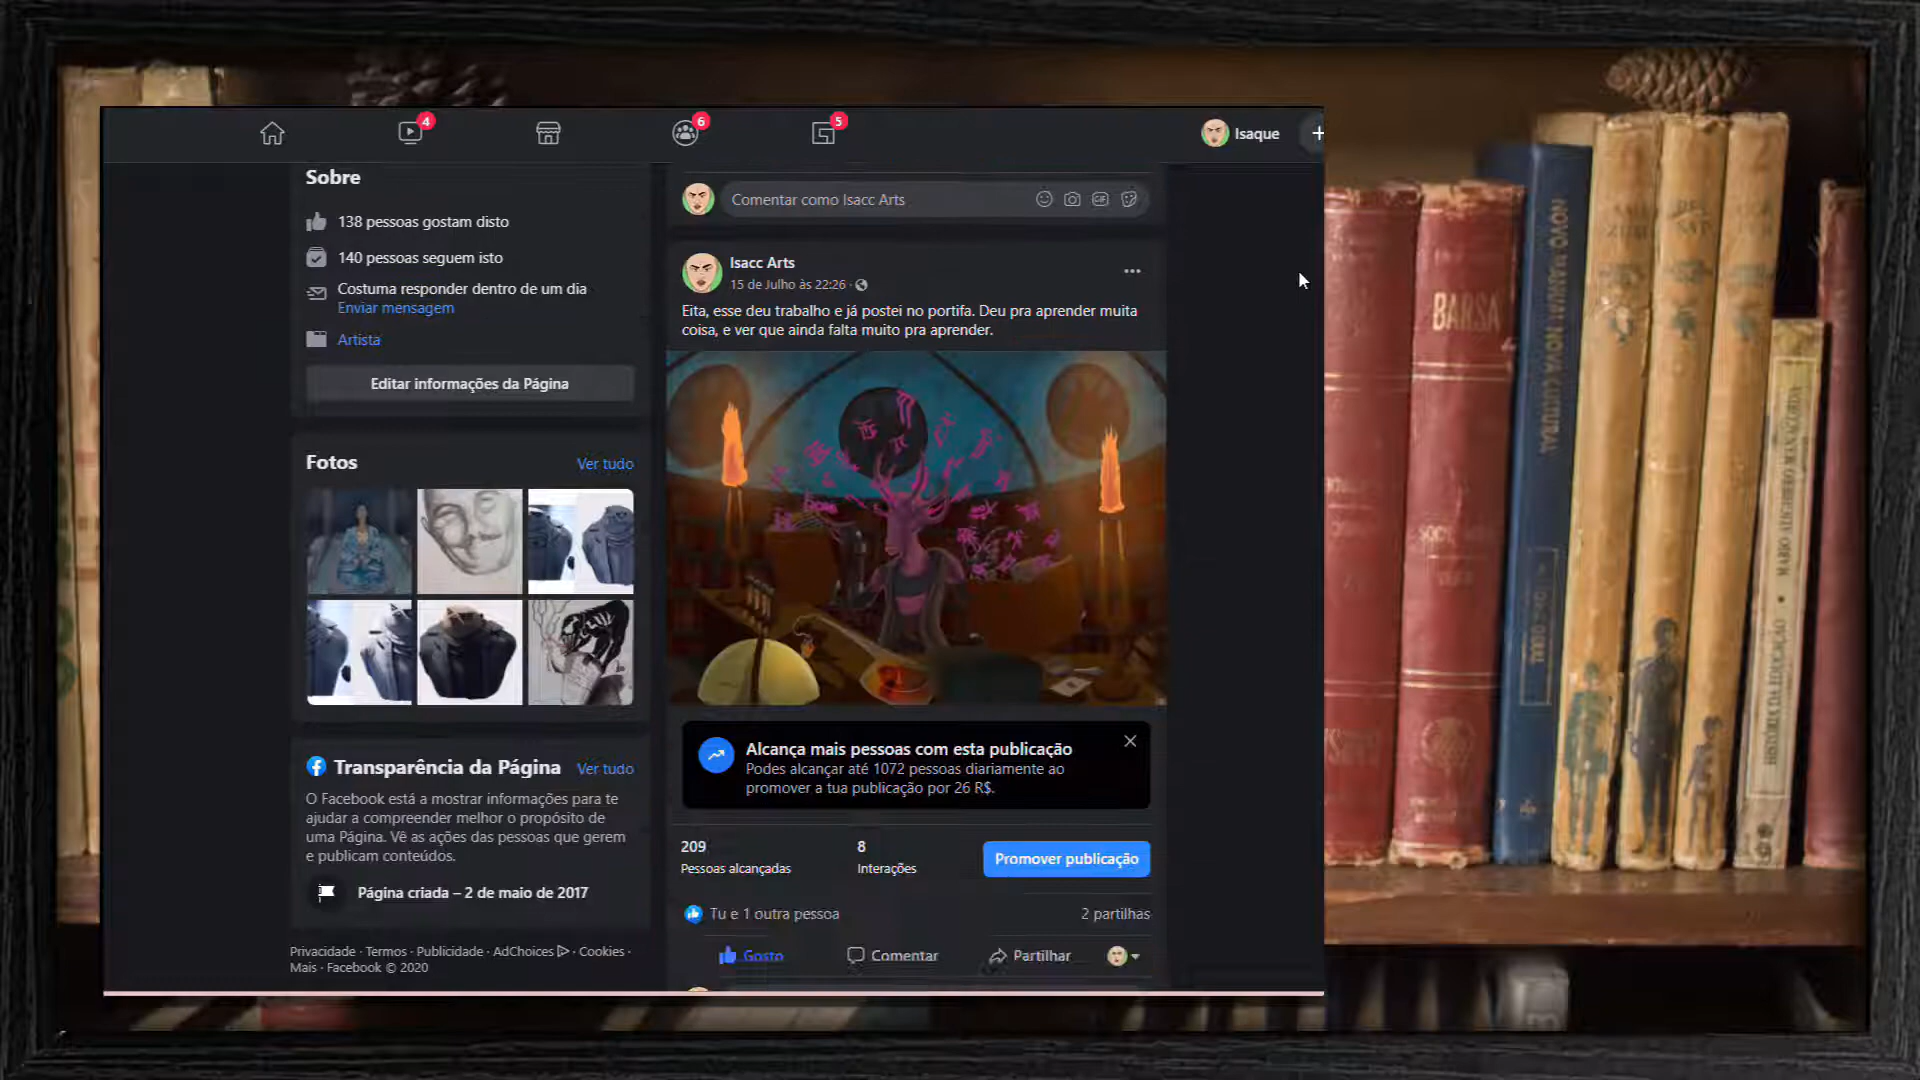 4
6
5
Isaque
Sobre
138 pessoas gostam disto
140 pessoas seguem isto
Costuma responder dentro de um dia
Enviar mensagem
Artista
Editar informações da Página
Fotos
Ver tudo
Transparência da Página
Ver tudo
O Facebook está a mostrar informações para te
ajudar a compreender melhor o propósito de
uma Página. Vê as ações das pessoas que gerem
e publicam conteúdos.
Página criada – 2 de maio de 2017
Privacidade · Termos · Publicidade · AdChoices · Cookies ·
Mais · Facebook © 2020
Comentar como Isacc Arts
GIF
Isacc Arts
15 de Julho às 22:26 ·
Eita, esse deu trabalho e já postei no portifa. Deu pra aprender muita
coisa, e ver que ainda falta muito pra aprender.
Alcança mais pessoas com esta publicação
Podes alcançar até 1072 pessoas diariamente ao
promover a tua publicação por 26 R$.
209
Pessoas alcançadas
8
Interações
Promover publicação
Tu e 1 outra pessoa
2 partilhas
Gosto
Comentar
Partilhar
BARSA
HISTÓRIA DA EDUCAÇÃO